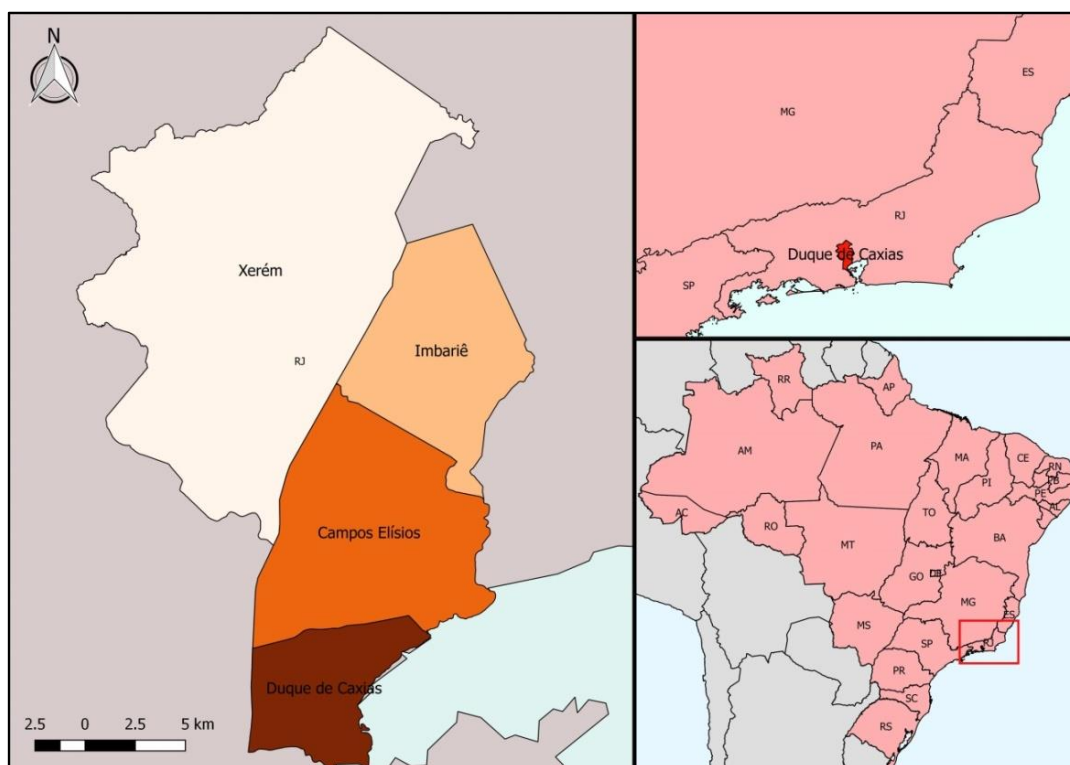 N
Xerém
RJ
Imbariê
Campos Elísios
Duque de Caxias
2.5 0 2.5 5 km
ES
MG
RJ
Duque de Caxias
SP
RR
AP
AM
PA
MA
CE
RN
PB
PI
PE
AL
AC
RO
TO
MT
BA
GO
DF
MG
ES
MS
SP
RJ
PR
SC
RS